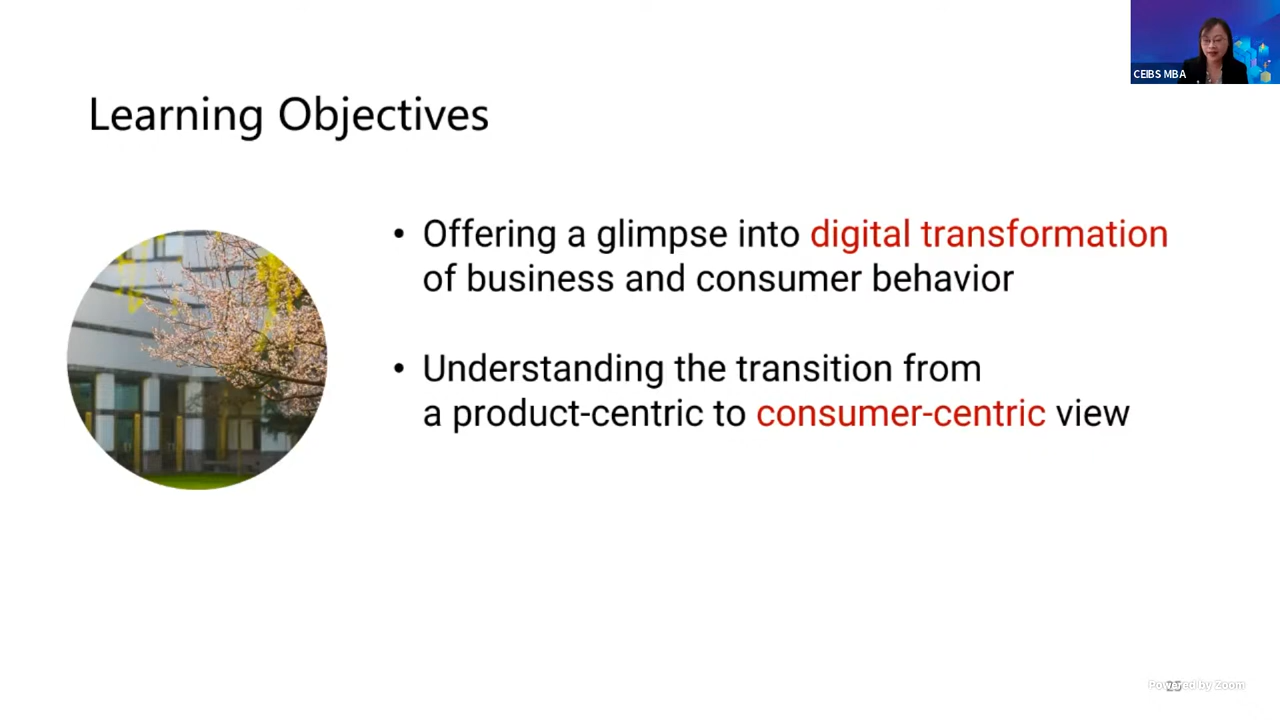 CEIBS MBA
Learning Objectives
• Offering a glimpse into digital transformation
of business and consumer behavior
• Understanding the transition from
a product-centric to consumer-centric view
Powered by Zoom